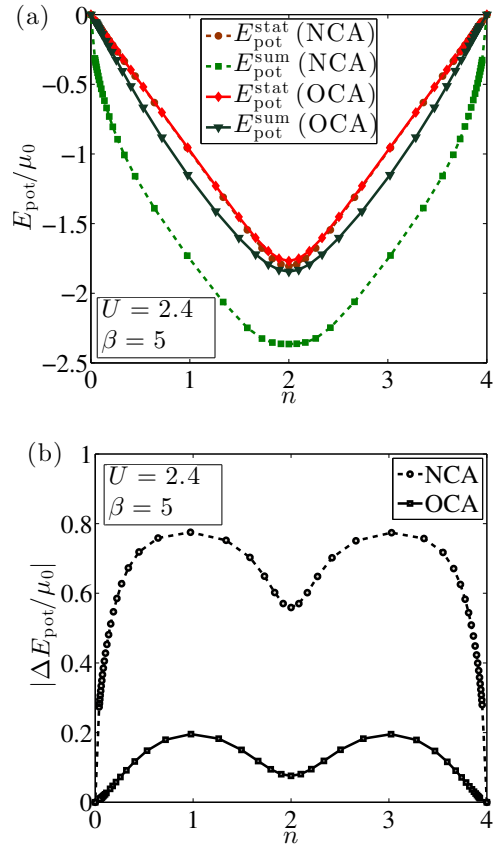 (a)
0
−0.5
−1
−1.5
−2
−2.5
E_pot/μ_0
E_pot^stat (NCA)
E_pot^sum (NCA)
E_pot^stat (OCA)
E_pot^sum (OCA)
U = 2.4
β = 5
0 1 2 3 4
n
(b)
1
0.8
0.6
0.4
0.2
0
|ΔE_pot/μ_0|
U = 2.4
β = 5
NCA
OCA
0 1 2 3 4
n